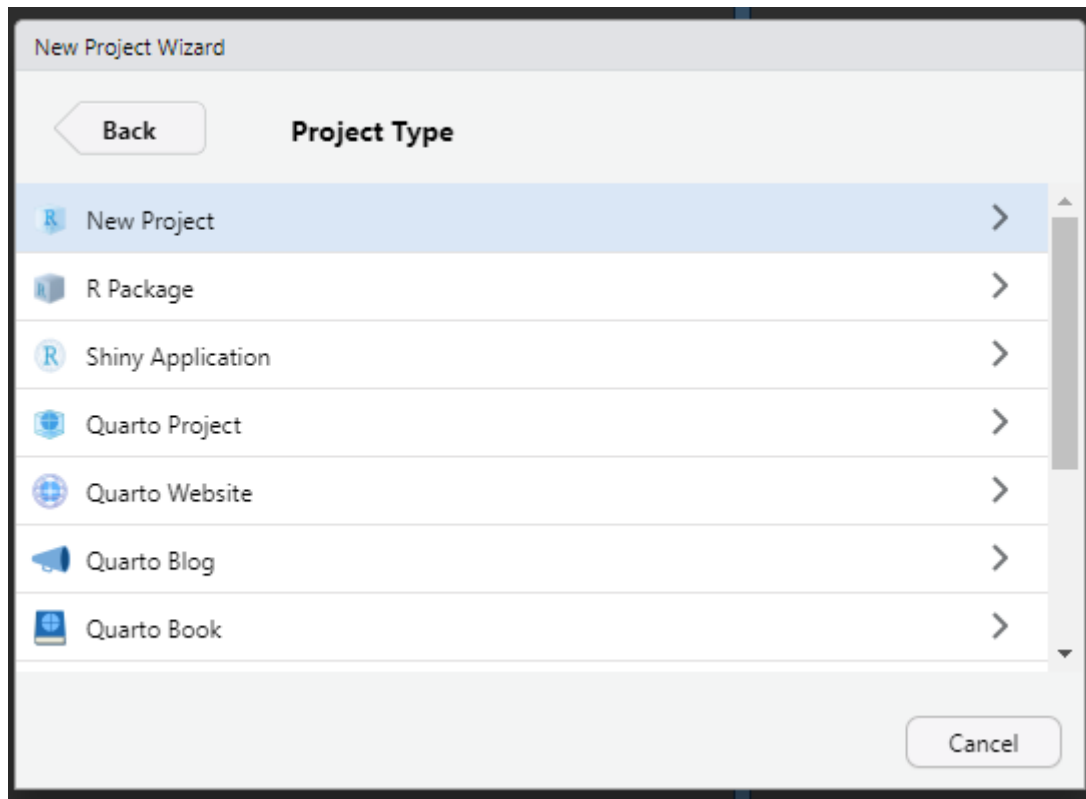 New Project Wizard
Back
Project Type
New Project
R Package
Shiny Application
Quarto Project
Quarto Website
Quarto Blog
Quarto Book
Cancel